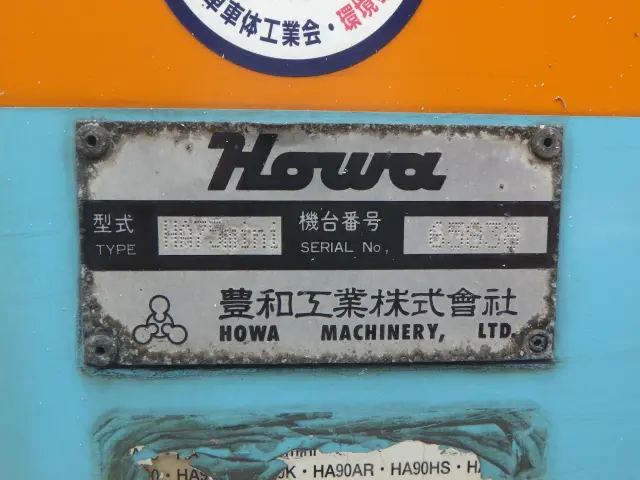 車体工業会・環境
Howa
型式 機台番号
TYPE HA75mini SERIAL No,
豊和工業株式會社
HOWA MACHINERY, LTD.
HA90AR・HA90HS・